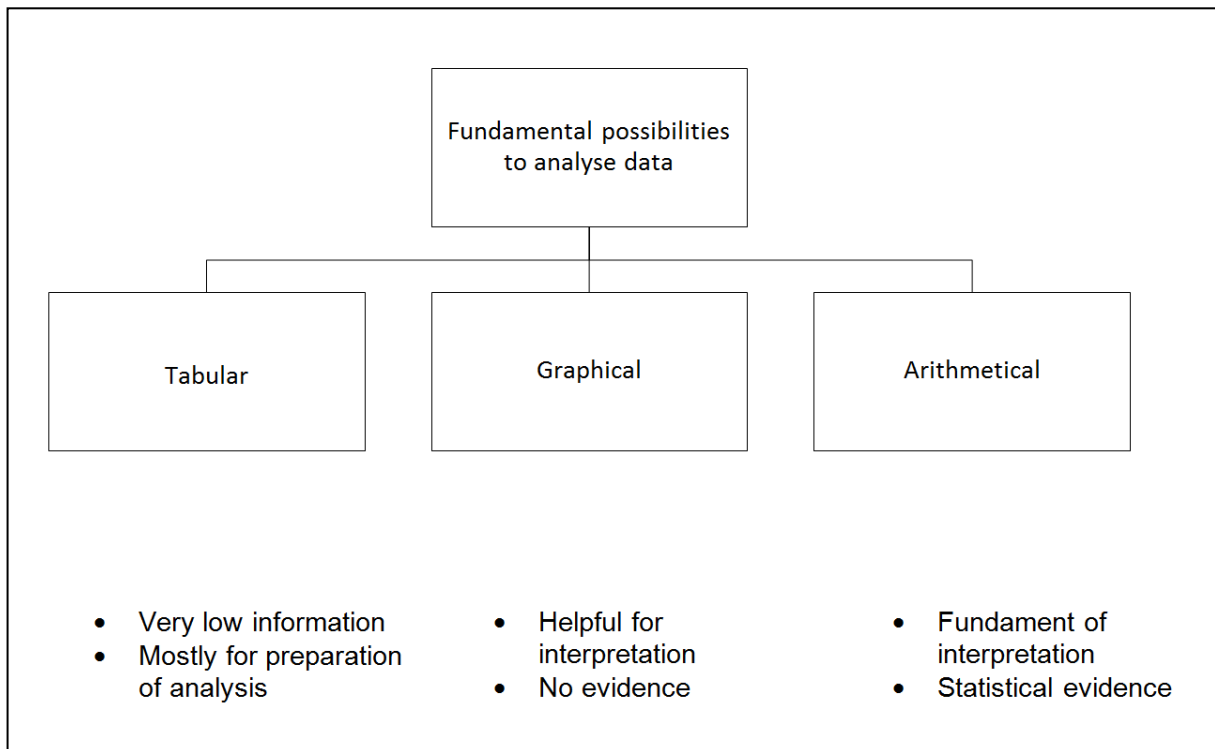 Fundamental possibilities
to analyse data
Tabular
Graphical
Arithmetical
• Very low information
• Mostly for preparation
of analysis
• Helpful for
interpretation
• No evidence
• Fundament of
interpretation
• Statistical evidence